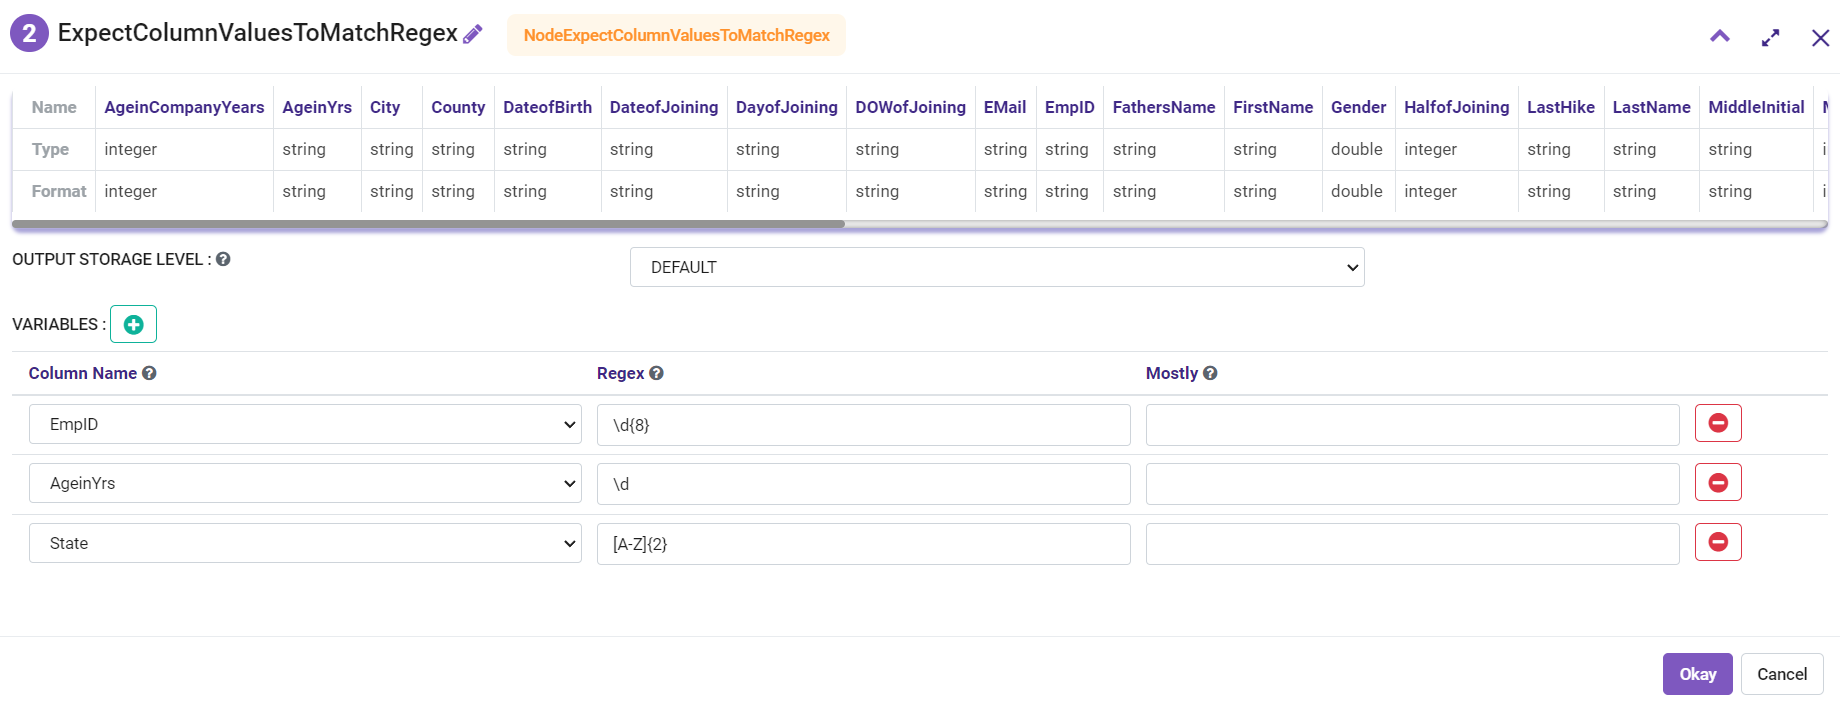 2 ExpectColumnValuesToMatchRegex NodeExpectColumnValuesToMatchRegex
Name AgeinCompanyYears AgeinYrs City County DateofBirth DateofJoining DayofJoining DOWofJoining EMail EmpID FathersName FirstName Gender HalfofJoining LastHike LastName MiddleInitial
Type integer string string string string string string string string string string string double integer string string string
Format integer string string string string string string string string string string string double integer string string string
OUTPUT STORAGE LEVEL : DEFAULT
VARIABLES :
Column Name Regex Mostly
EmpID \d{8}
AgeinYrs \d
State [A-Z]{2}
Okay Cancel